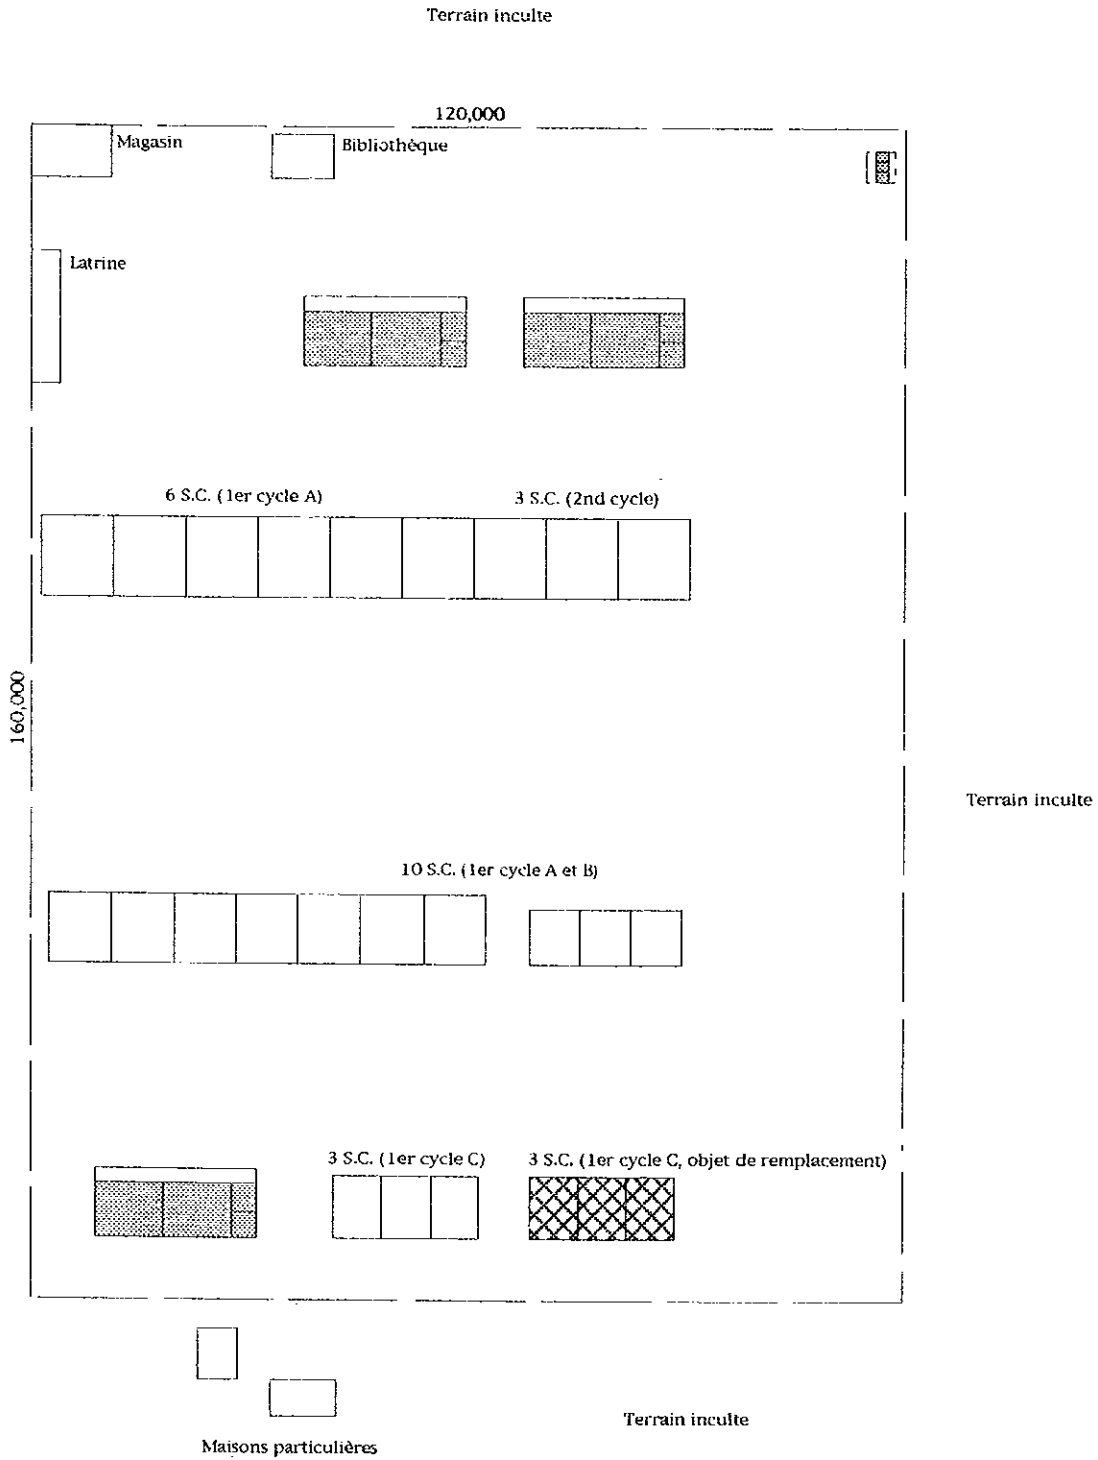 Terrain inculte
120,000
Magasin
Bibliothèque
Latrine
6 S.C. (1er cycle A)
3 S.C. (2nd cycle)
160,000
Terrain inculte
10 S.C. (1er cycle A et B)
3 S.C. (1er cycle C)
3 S.C. (1er cycle C, objet de remplacement)
Terrain inculte
Maisons particulières